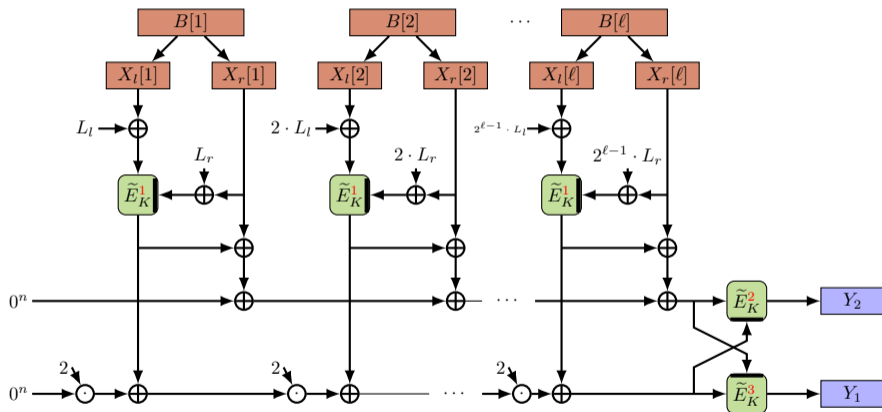 B[1] B[2] ... B[ℓ]
X_l[1] X_r[1] X_l[2] X_r[2] X_l[ℓ] X_r[ℓ]
L_l 2 · L_l 2^{ℓ−1} · L_l
L_r 2 · L_r 2^{ℓ−1} · L_r
Ẽ_K^1 Ẽ_K^1 Ẽ_K^1
0^n ... Ẽ_K^2 Y_2
2 2 2
0^n ... Ẽ_K^3 Y_1